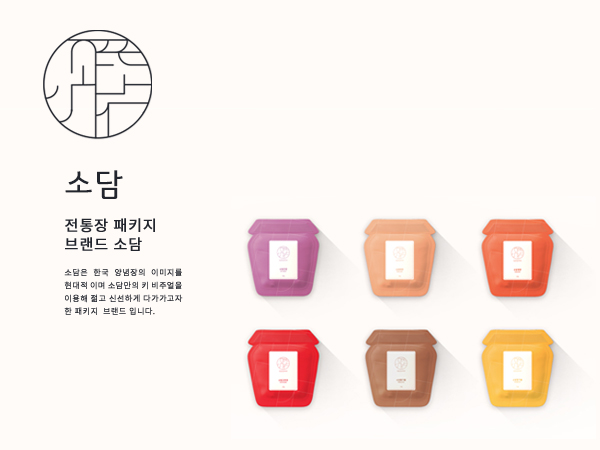 소담
전통장 패키지
브랜드 소담
소담은 한국 양념장의 이미지를
현대적 이며 소담만의 키 비주얼을
이용해 젊고 신선하게 다가가고자
한 패키지 브랜드 입니다.